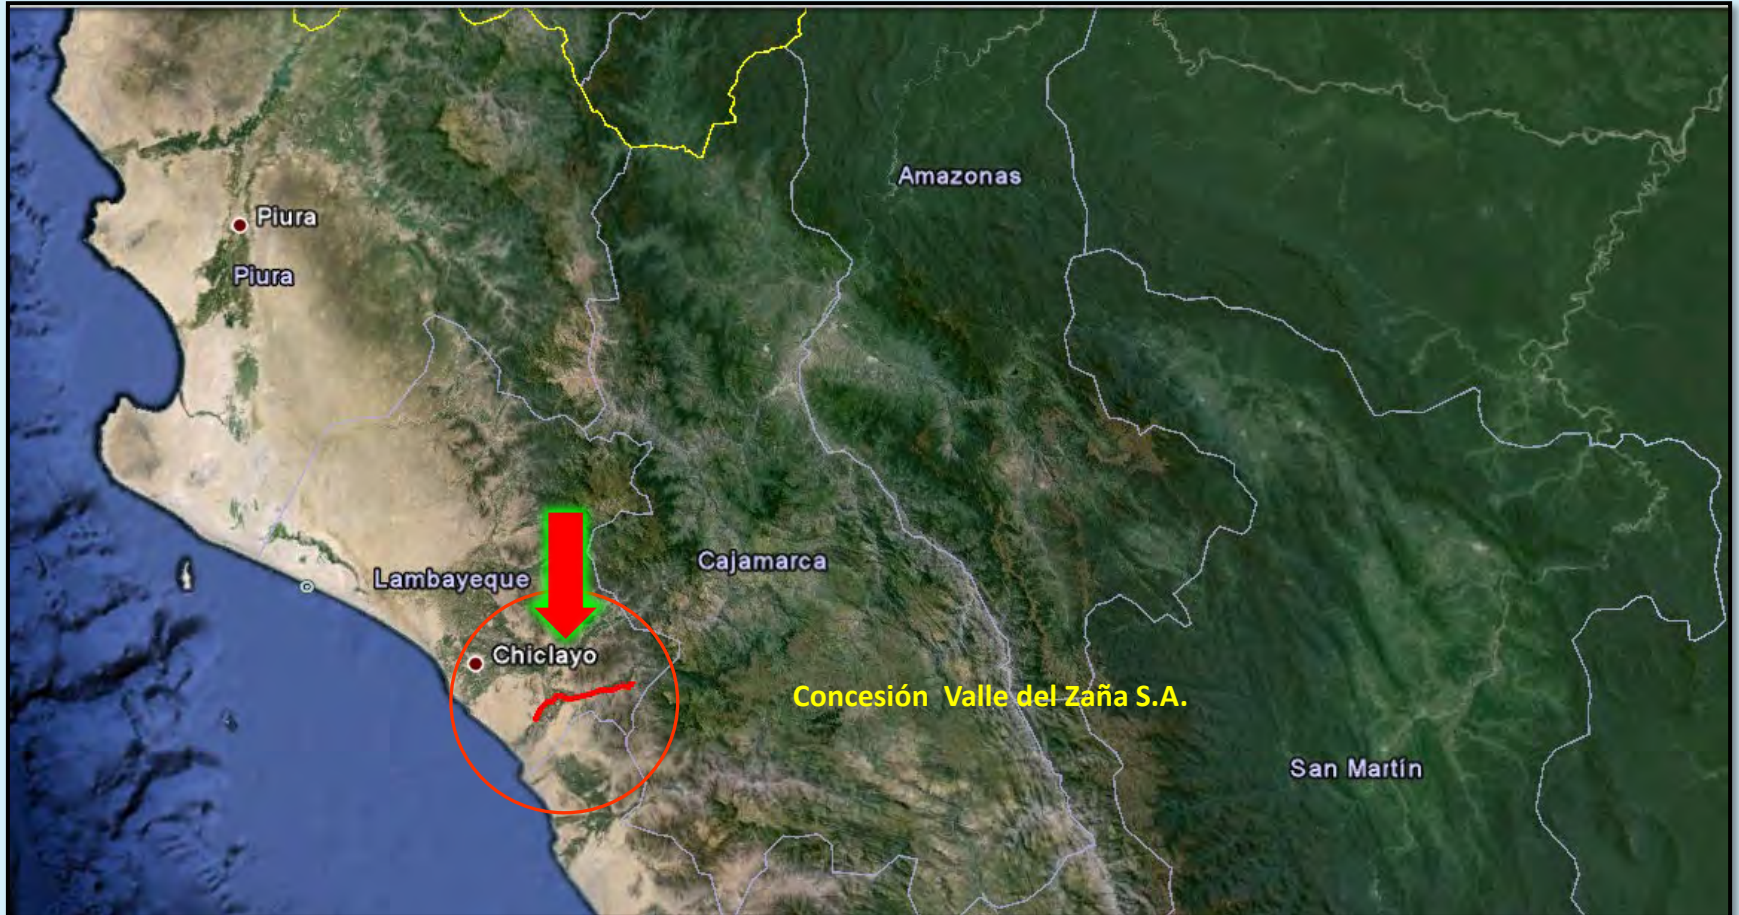 Amazonas
Piura
Piura
Lambayeque
Cajamarca
Chiclayo
Concesión Valle del Zaña S.A.
San Martín